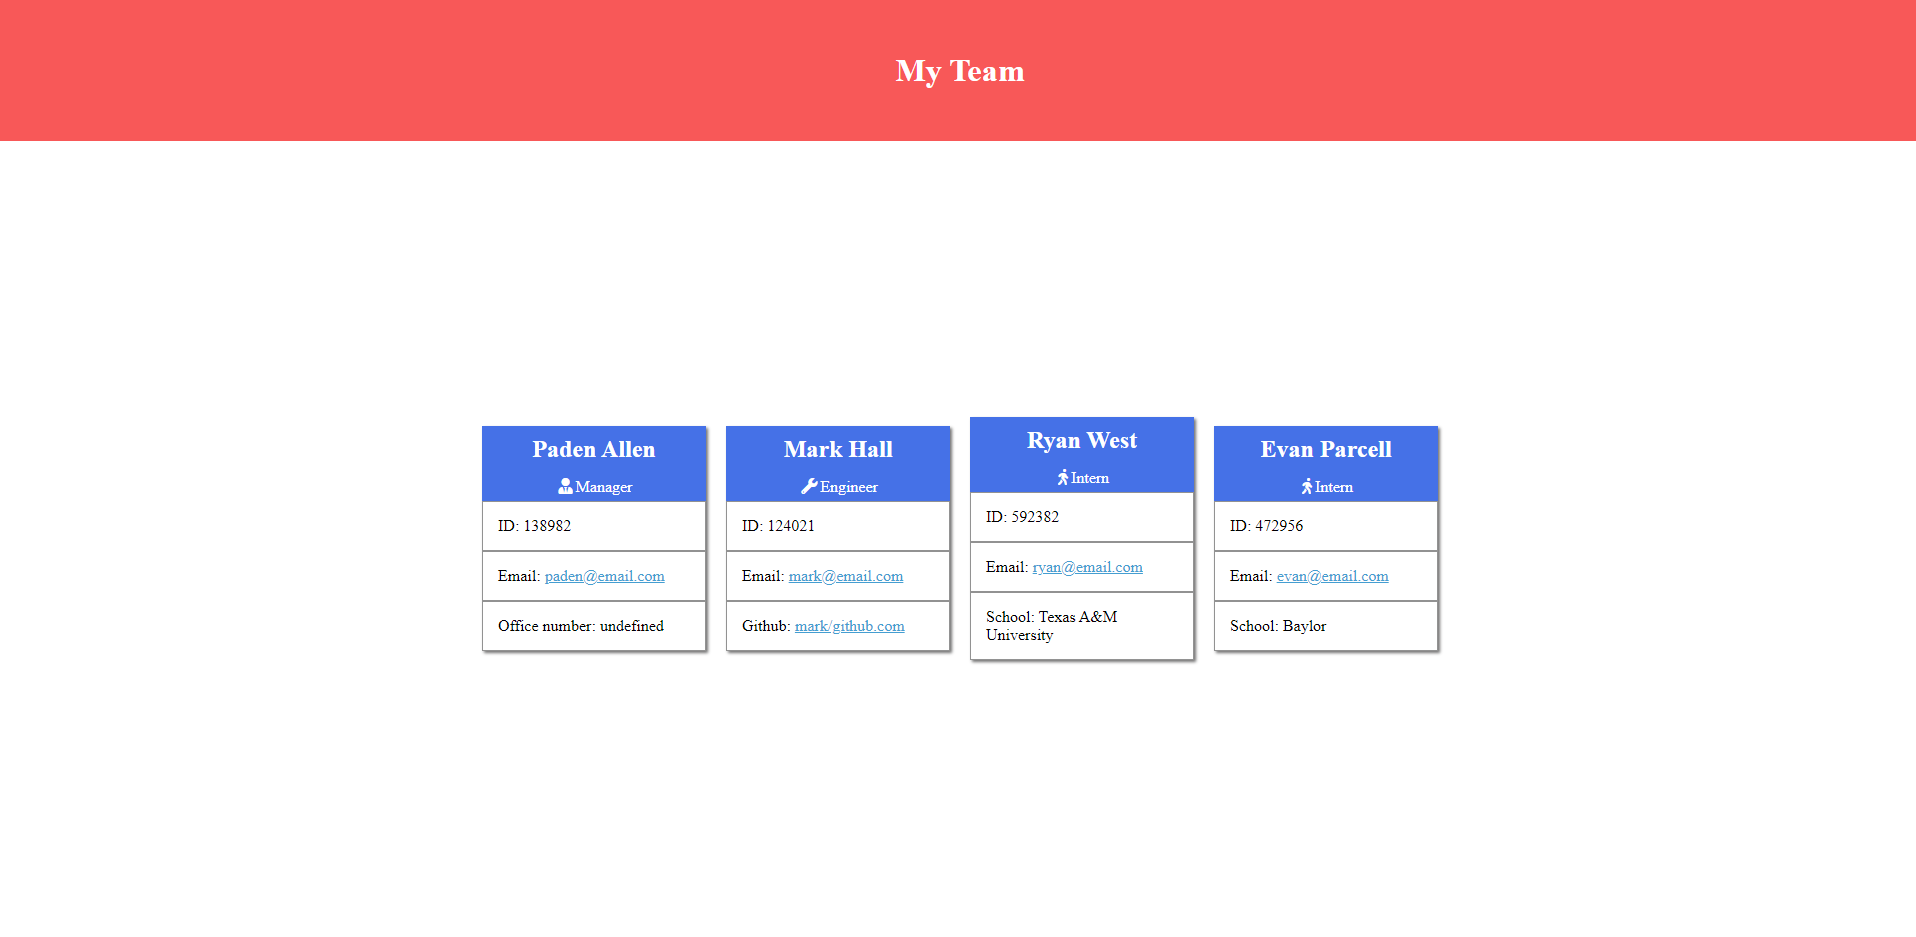 My Team
Paden Allen
Manager
ID: 138982
Email: paden@email.com
Office number: undefined
Mark Hall
Engineer
ID: 124021
Email: mark@email.com
Github: mark/github.com
Ryan West
Intern
ID: 592382
Email: ryan@email.com
School: Texas A&M
University
Evan Parcell
Intern
ID: 472956
Email: evan@email.com
School: Baylor